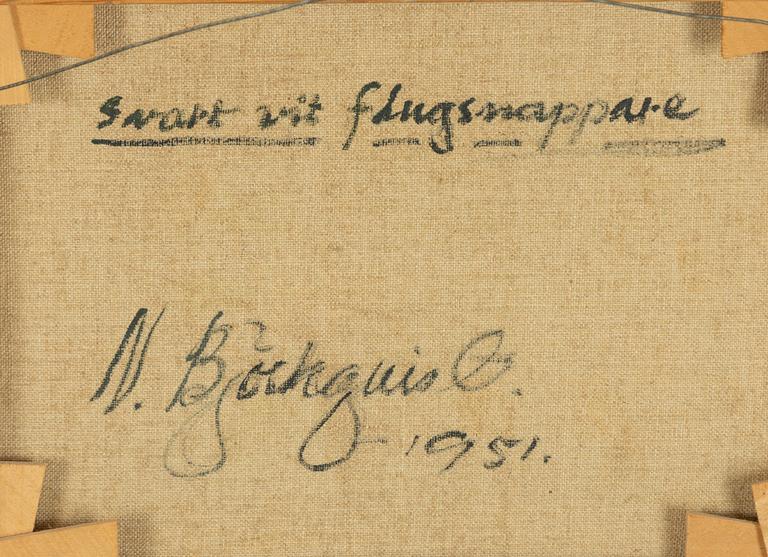 Svart vit flugsnappare
N. Björkquist.
1951.